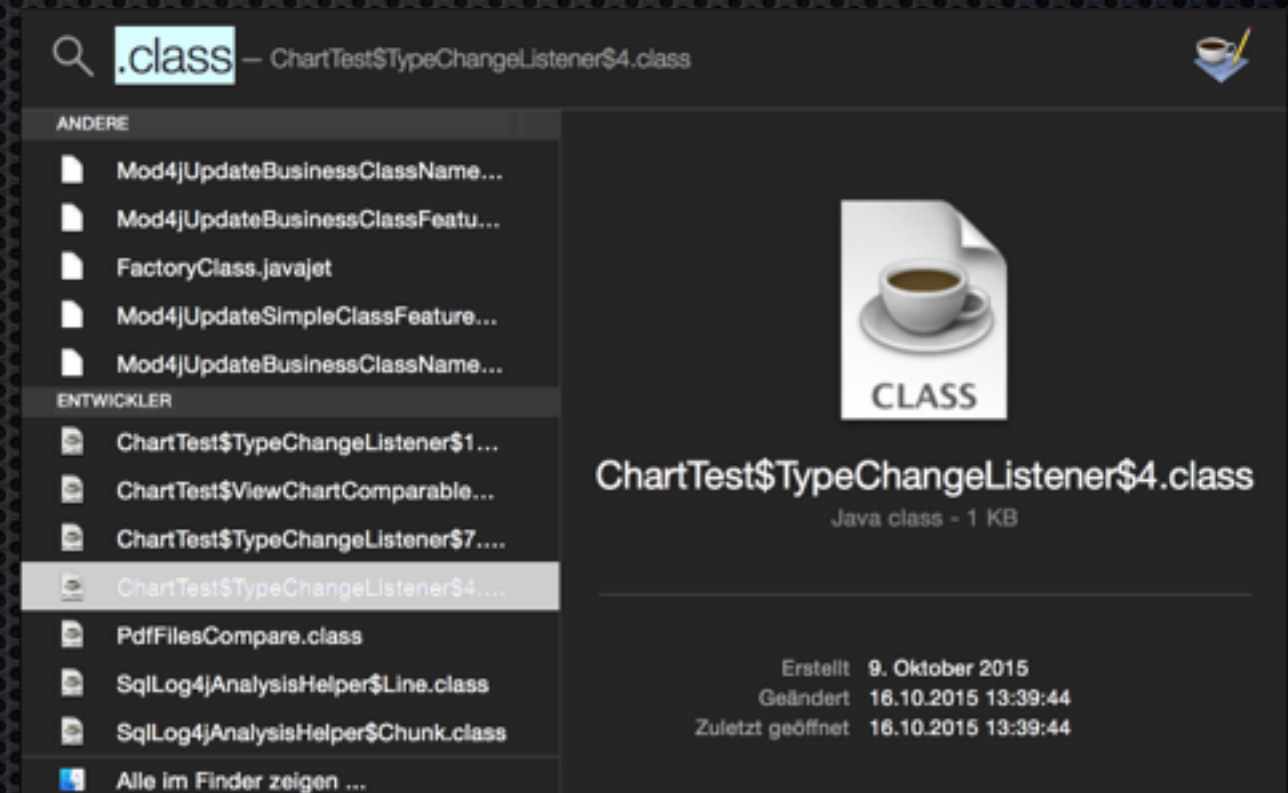 .class — ChartTest$TypeChangeListener$4.class
ANDERE
Mod4jUpdateBusinessClassName...
Mod4jUpdateBusinessClassFeatu...
FactoryClass.javajet
Mod4jUpdateSimpleClassFeature...
Mod4jUpdateBusinessClassName...
ENTWICKLER
ChartTest$TypeChangeListener$1...
ChartTest$ViewChartComparable...
ChartTest$TypeChangeListener$7....
ChartTest$TypeChangeListener$4....
PdfFilesCompare.class
SqlLog4jAnalysisHelper$Line.class
SqlLog4jAnalysisHelper$Chunk.class
Alle im Finder zeigen ...
CLASS
ChartTest$TypeChangeListener$4.class
Java class - 1 KB
Erstellt 9. Oktober 2015
Geändert 16.10.2015 13:39:44
Zuletzt geöffnet 16.10.2015 13:39:44